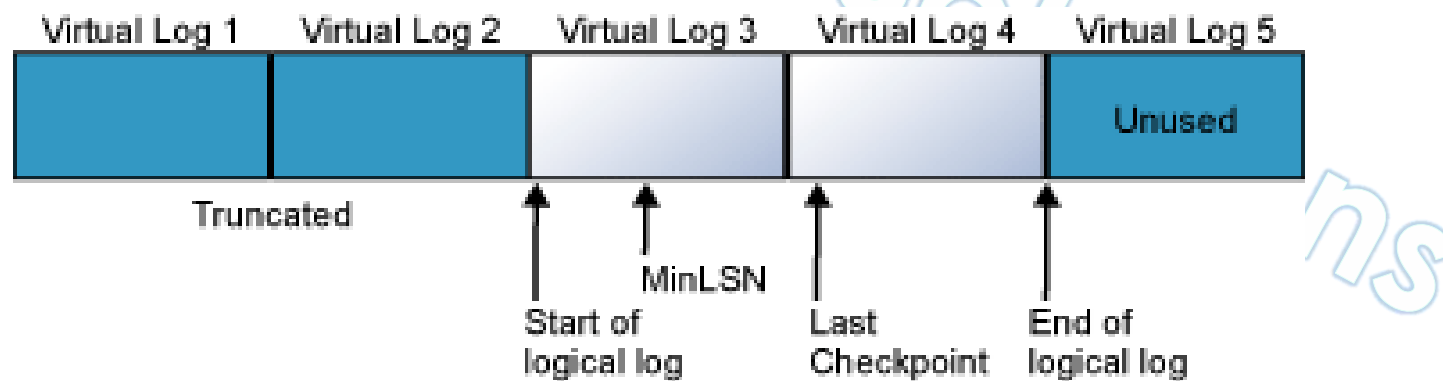 Virtual Log 1 Virtual Log 2 Virtual Log 3 Virtual Log 4 Virtual Log 5
Unused
Truncated
MinLSN
Start of
logical log
Last
Checkpoint
End of
logical log